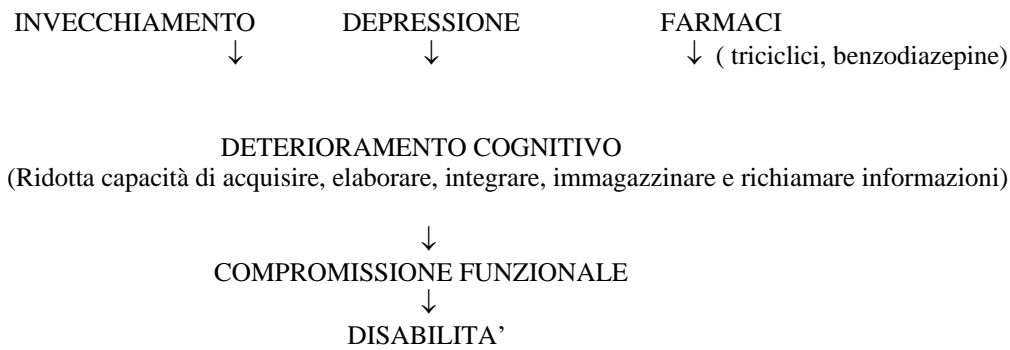 INVECCHIAMENTO DEPRESSIONE FARMACI
↓ ↓ ↓ ( triciclici, benzodiazepine)
DETERIORAMENTO COGNITIVO
(Ridotta capacità di acquisire, elaborare, integrare, immagazzinare e richiamare informazioni)
↓
COMPROMISSIONE FUNZIONALE
↓
DISABILITA’